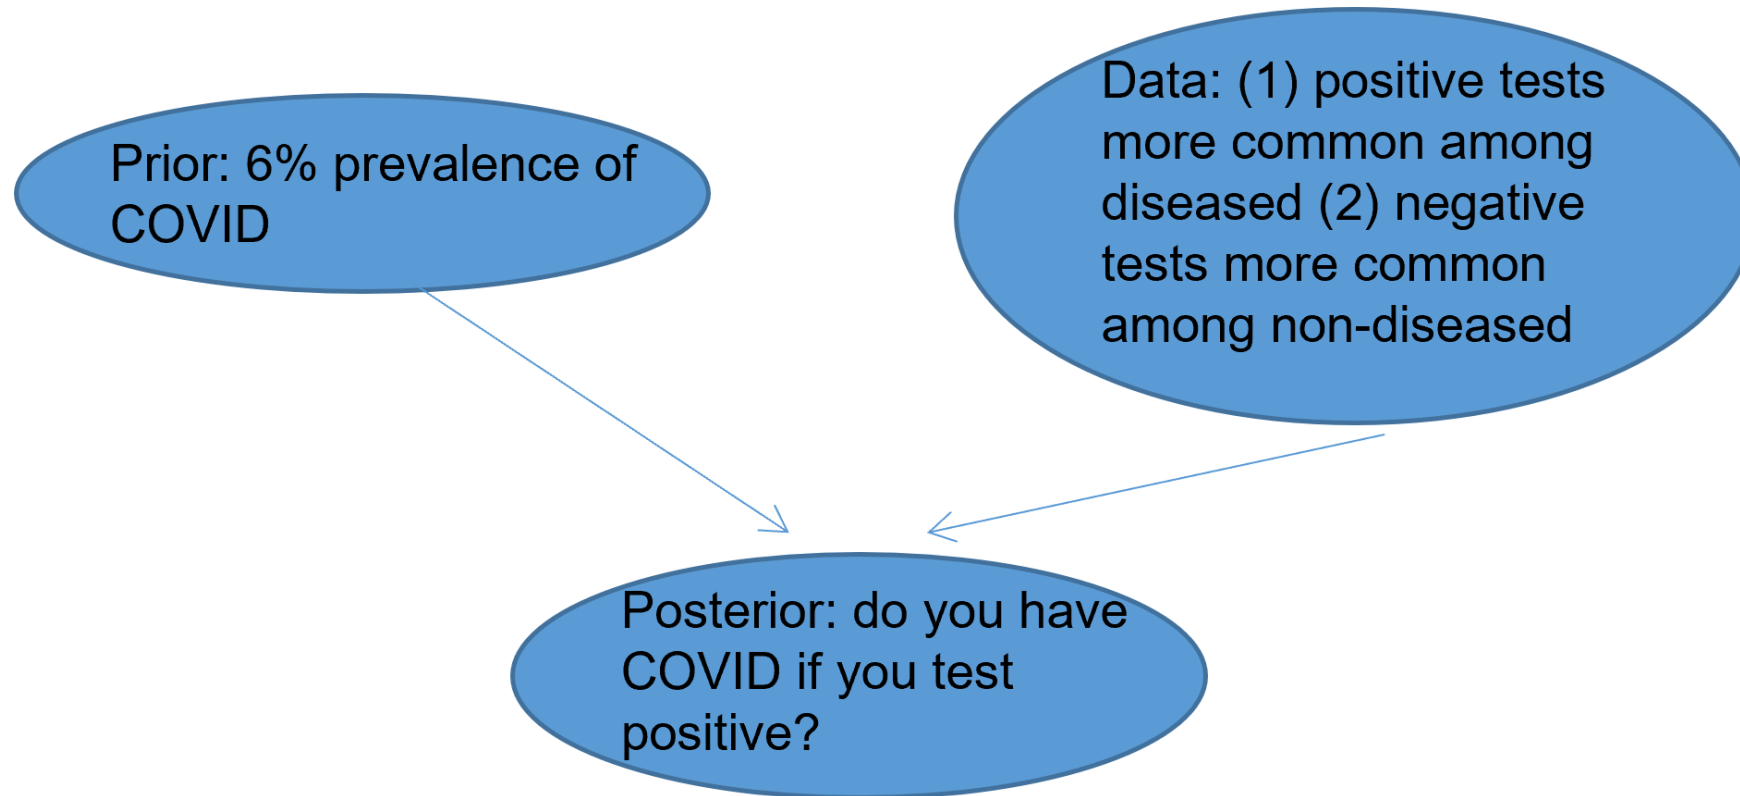 Prior: 6% prevalence of
COVID
Data: (1) positive tests
more common among
diseased (2) negative
tests more common
among non-diseased
Posterior: do you have
COVID if you test
positive?